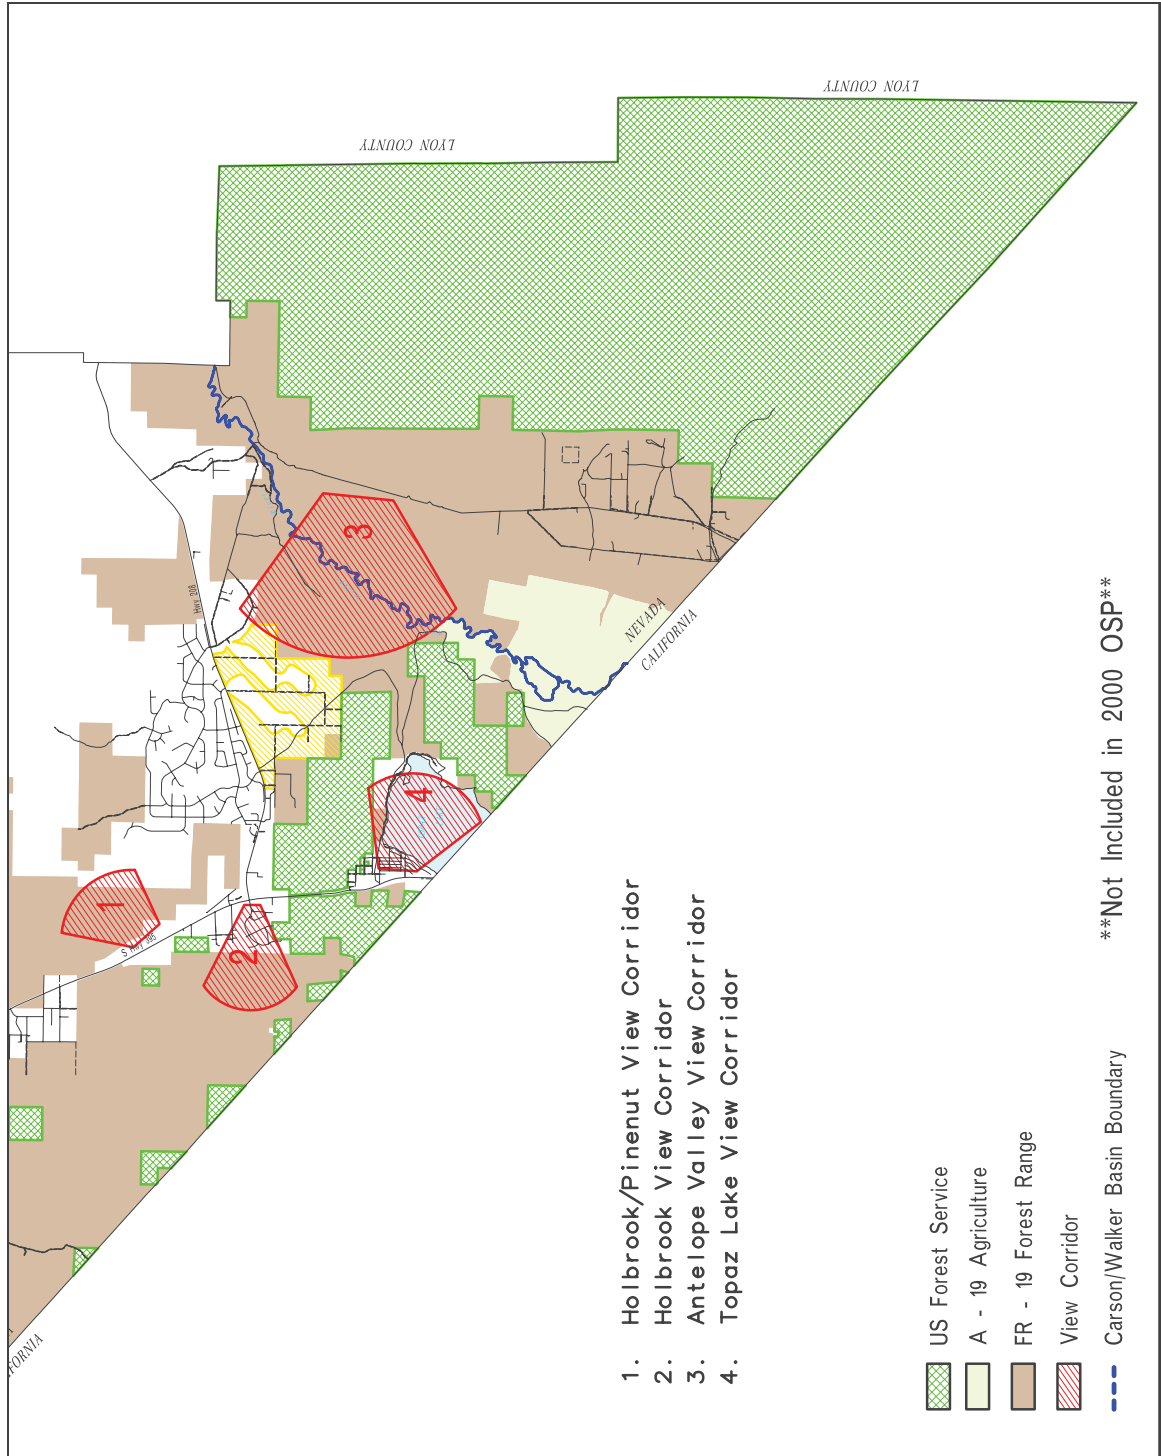 LYON COUNTY
LYON COUNTY
Hwy 208
S Hwy 395
NEVADA
CALIFORNIA
IFORNIA
1
2
3
4
1. Holbrook/Pinenut View Corridor
2. Holbrook View Corridor
3. Antelope Valley View Corridor
4. Topaz Lake View Corridor
US Forest Service
A - 19 Agriculture
FR - 19 Forest Range
View Corridor
Carson/Walker Basin Boundary
**Not Included in 2000 OSP**